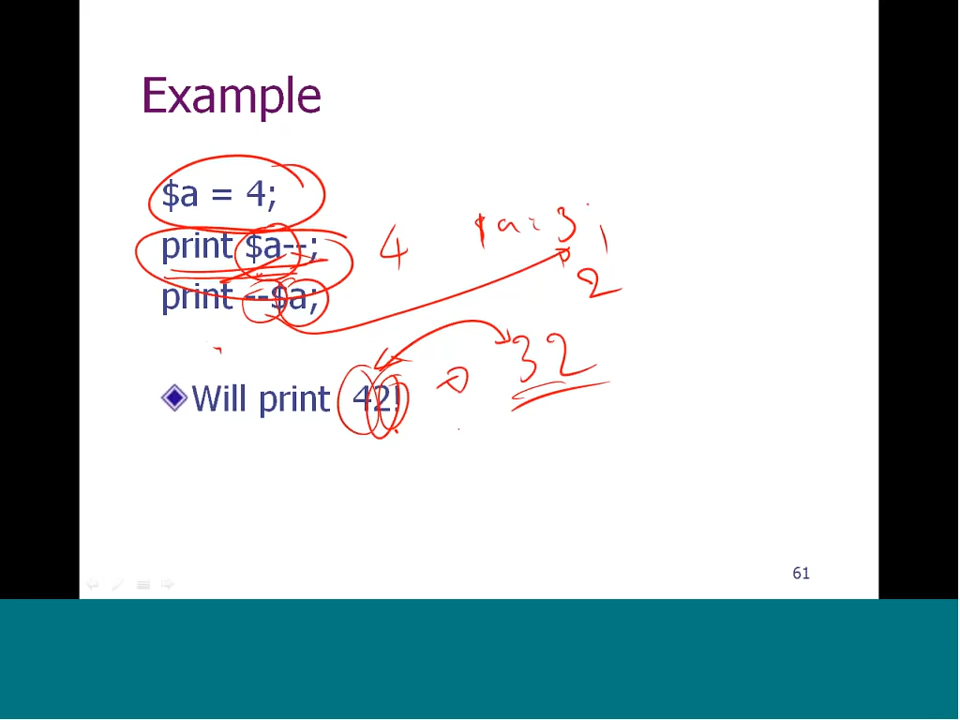 Example
$a = 4;
print $a--; 4 $a = 3;
2
print --$a;
32
Will print 42!
61